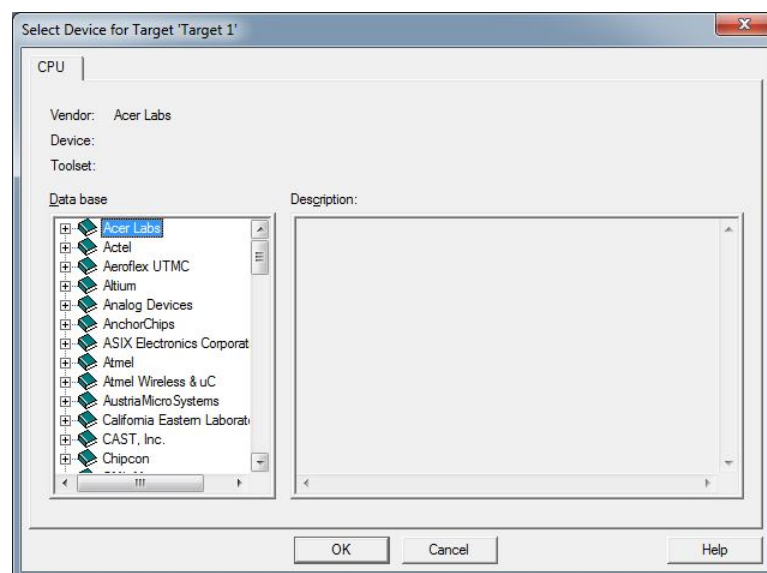 Select Device for Target 'Target 1'
CPU
Vendor: Acer Labs
Device:
Toolset:
Data base
Description:
Acer Labs
Actel
Aeroflex UTMC
Altium
Analog Devices
AnchorChips
ASIX Electronics Corporat
Atmel
Atmel Wireless & uC
AustriaMicroSystems
California Eastern Laborat
CAST, Inc.
Chipcon
OK
Cancel
Help